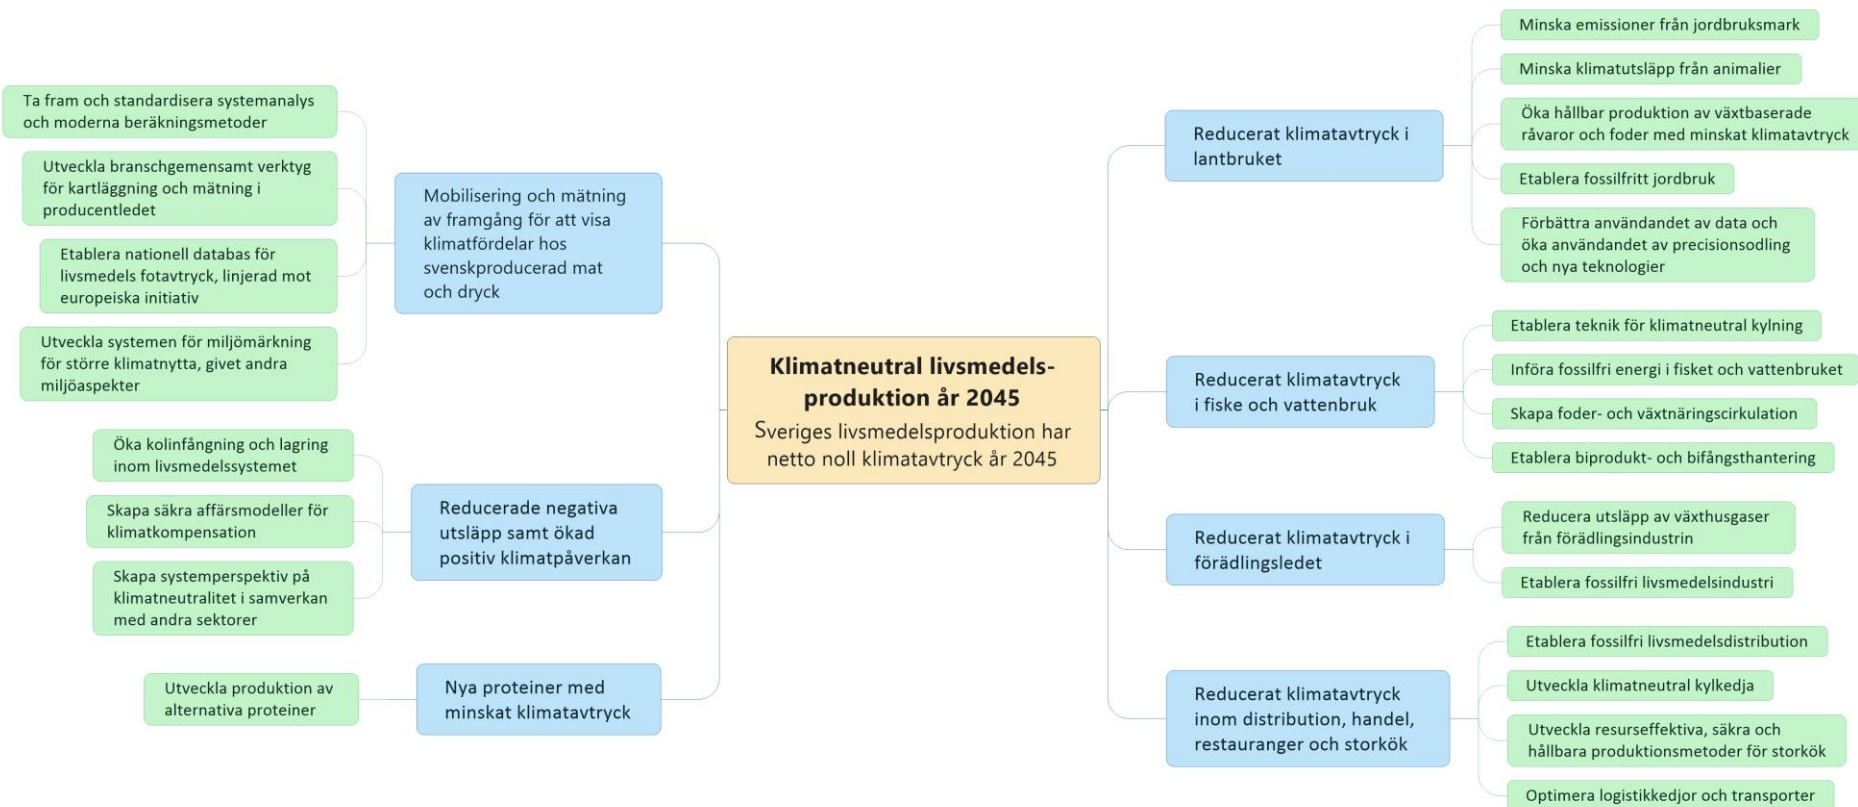 Klimatneutral livsmedels-
produktion år 2045
Sveriges livsmedelsproduktion har
netto noll klimatavtryck år 2045
Mobilisering och mätning
av framgång för att visa
klimatfördelar hos
svenskproducerad mat
och dryck
Ta fram och standardisera systemanalys
och moderna beräkningsmetoder
Utveckla branschgemensamt verktyg
för kartläggning och mätning i
producentledet
Etablera nationell databas för
livsmedels fotavtryck, linjerad mot
europeiska initiativ
Utveckla systemen för miljömärkning
för större klimatnytta, givet andra
miljöaspekter
Reducerade negativa
utsläpp samt ökad
positiv klimatpåverkan
Öka kolinfångning och lagring
inom livsmedelssystemet
Skapa säkra affärsmodeller för
klimatkompensation
Skapa systemperspektiv på
klimatneutralitet i samverkan
med andra sektorer
Nya proteiner med
minskat klimatavtryck
Utveckla produktion av
alternativa proteiner
Reducerat klimatavtryck i
lantbruket
Minska emissioner från jordbruksmark
Minska klimatutsläpp från animalier
Öka hållbar produktion av växtbaserade
råvaror och foder med minskat klimatavtryck
Etablera fossilfritt jordbruk
Förbättra användandet av data och
öka användandet av precisionsodling
och nya teknologier
Reducerat klimatavtryck
i fiske och vattenbruk
Etablera teknik för klimatneutral kylning
Införa fossilfri energi i fisket och vattenbruket
Skapa foder- och växtnäringscirkulation
Etablera biprodukt- och bifångsthantering
Reducerat klimatavtryck i
förädlingsledet
Reducera utsläpp av växthusgaser
från förädlingsindustrin
Etablera fossilfri livsmedelsindustri
Reducerat klimatavtryck
inom distribution, handel,
restauranger och storkök
Etablera fossilfri livsmedelsdistribution
Utveckla klimatneutral kylkedja
Utveckla resurseffektiva, säkra och
hållbara produktionsmetoder för storkök
Optimera logistikkedjor och transporter